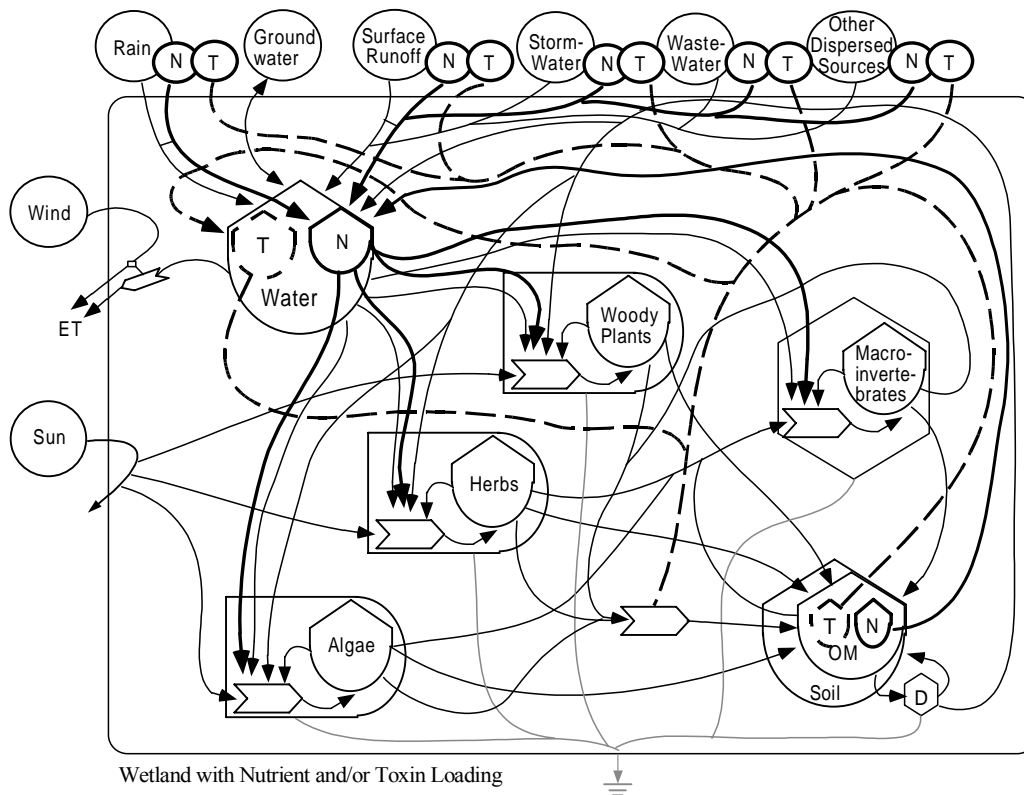 Rain
N
T
Ground
water
Surface
Runoff
N
T
Storm-
Water
N
T
Waste-
Water
N
T
Other
Dispersed
Sources
N
T
Wind
ET
T
N
Water
Woody
Plants
Macro-
inverte-
brates
Sun
Herbs
Algae
T
N
OM
Soil
D
Wetland with Nutrient and/or Toxin Loading